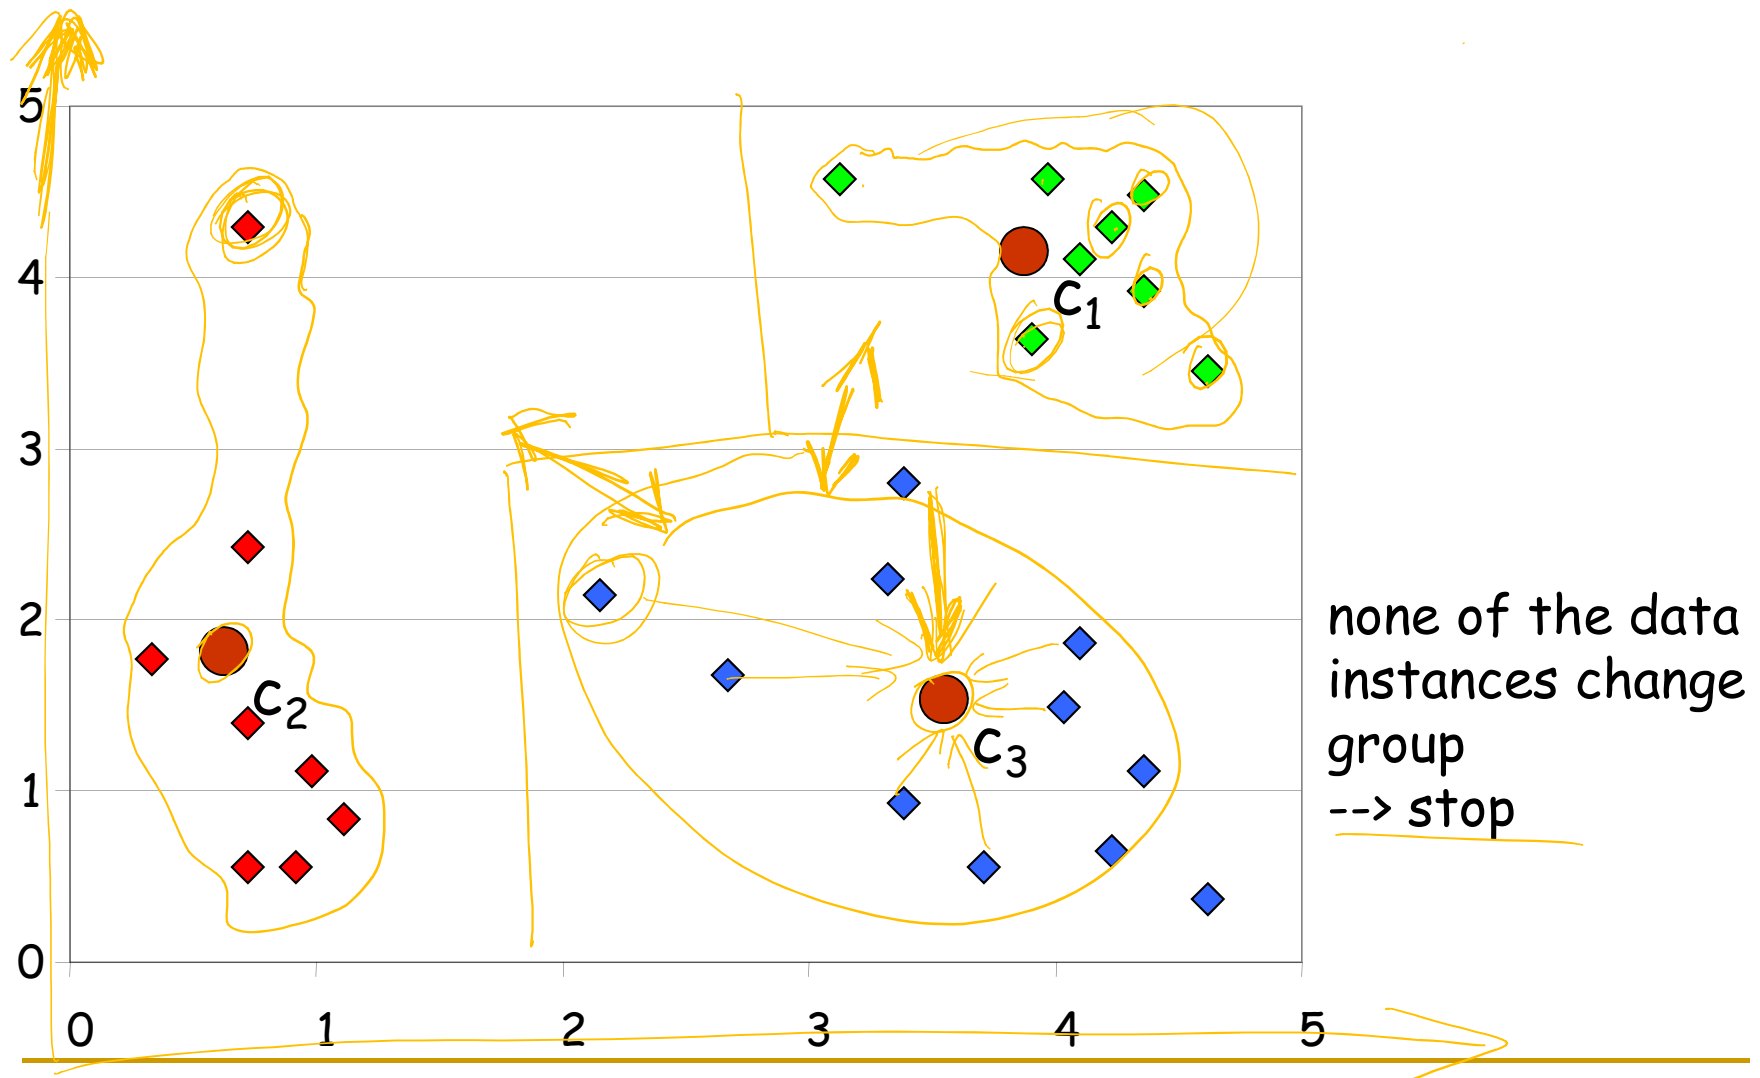 5
4
3
2
1
0
0 1 2 3 4 5
c1
c2
c3
none of the data
instances change
group
--> stop